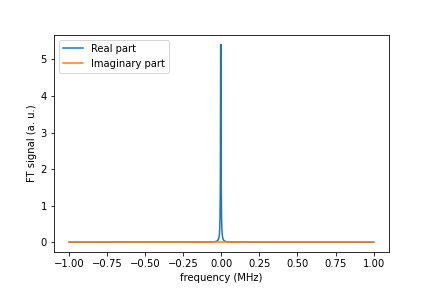 Real part
Imaginary part
FT signal (a. u.)
5
4
3
2
1
0
−1.00 −0.75 −0.50 −0.25 0.00 0.25 0.50 0.75 1.00
frequency (MHz)